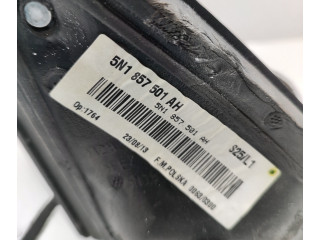 5N1 857 501 AH
5N1 857 501 AH
Op:1764
S25/L1
23/08/13 F.M.POLSKA